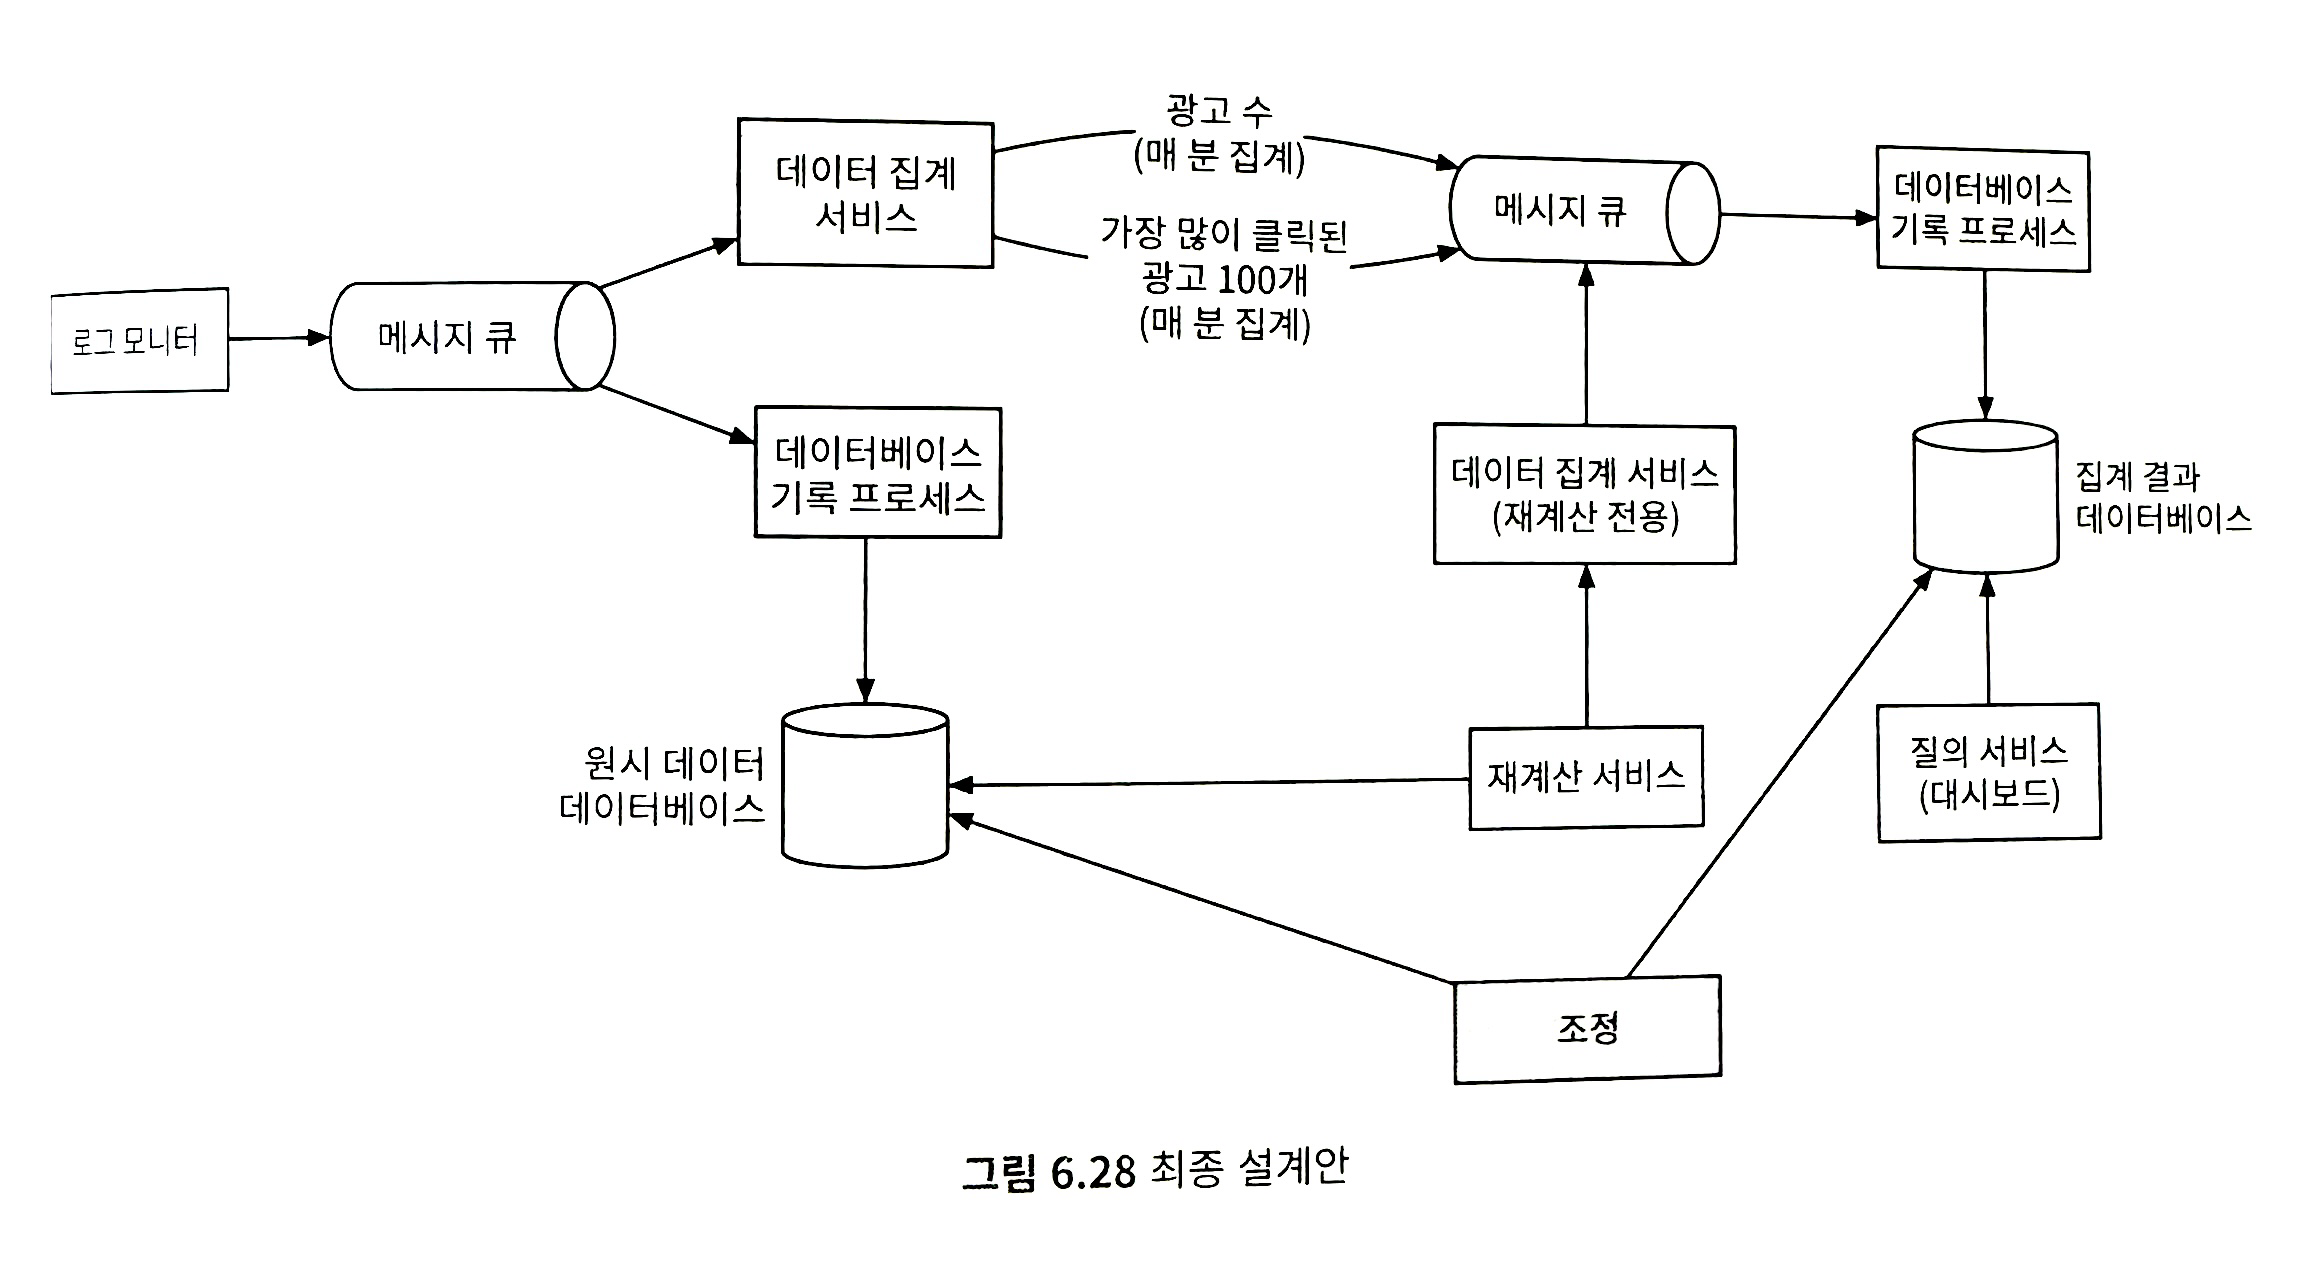 광고 수
(매 분 집계)
데이터 집계
서비스
메시지 큐
데이터베이스
기록 프로세스
가장 많이 클릭된
광고 100개
(매 분 집계)
로그 모니터
메시지 큐
데이터베이스
기록 프로세스
데이터 집계 서비스
(재계산 전용)
집계 결과
데이터베이스
원시 데이터
데이터베이스
재계산 서비스
질의 서비스
(대시보드)
조정
그림 6.28 최종 설계안